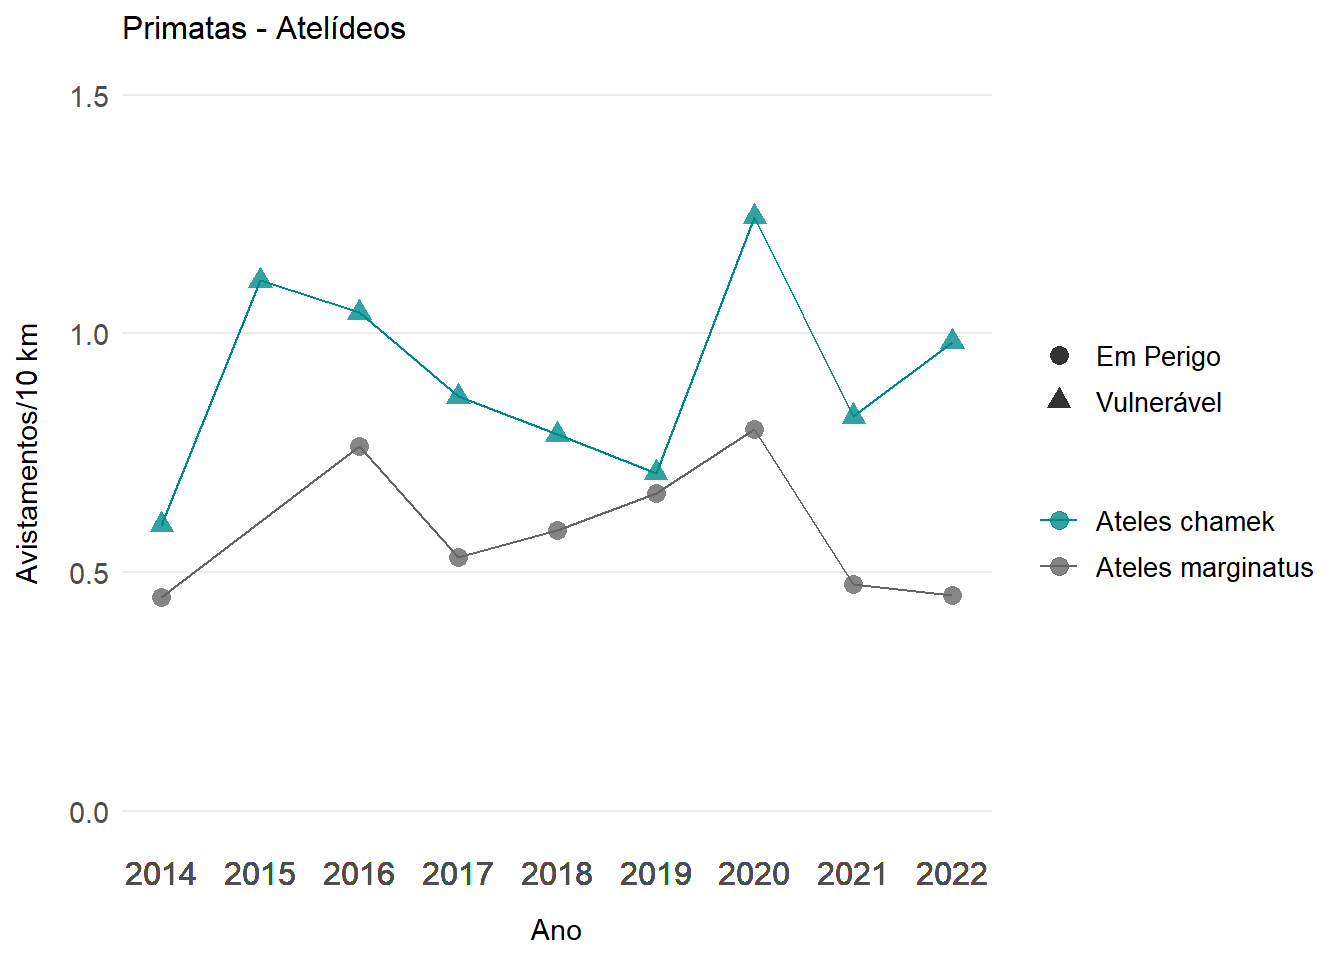 Primatas - Atelídeos
Avistamentos/10 km
1.5
1.0
0.5
0.0
2014 2015 2016 2017 2018 2019 2020 2021 2022
Ano
Em Perigo
Vulnerável
Ateles chamek
Ateles marginatus